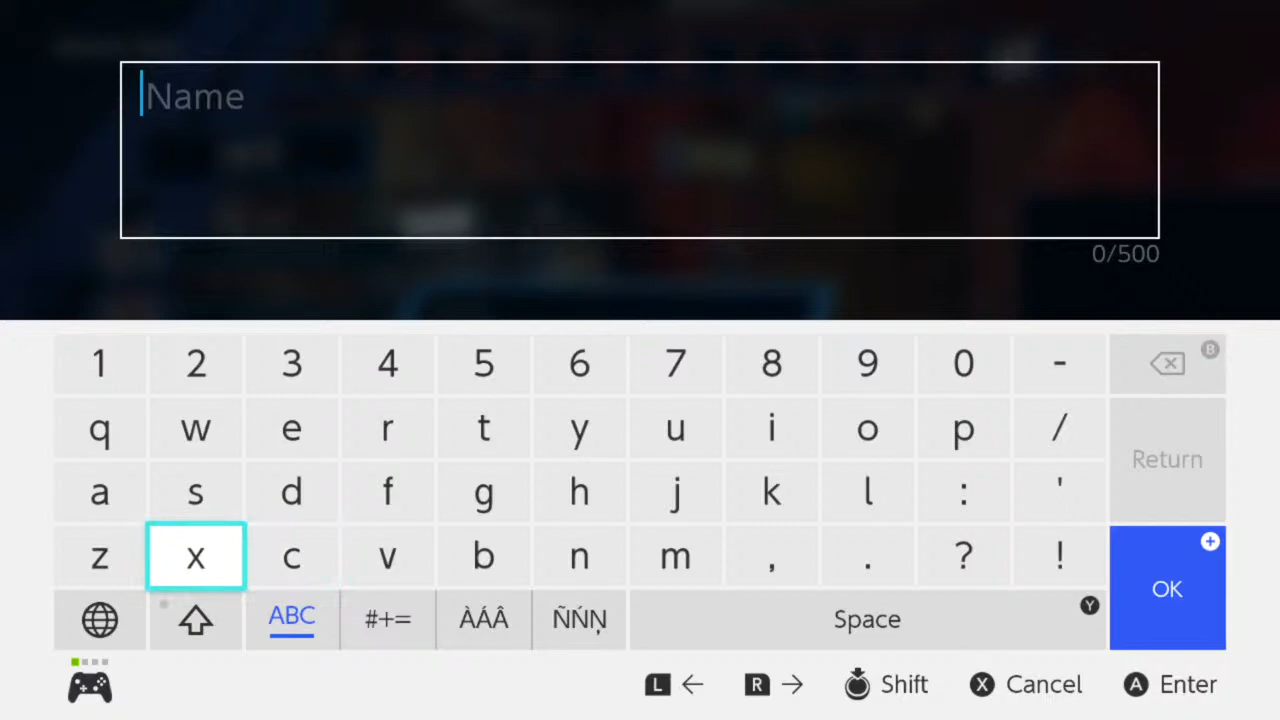 Name
0/500
1 2 3 4 5 6 7 8 9 0 - B
q w e r t y u i o p /
Return
a s d f g h j k l : '
z x c v b n m , . ? ! +
OK
ABC #+= ÀÁÂ ÑŃŅ Space Y
L ← R → Shift X Cancel A Enter